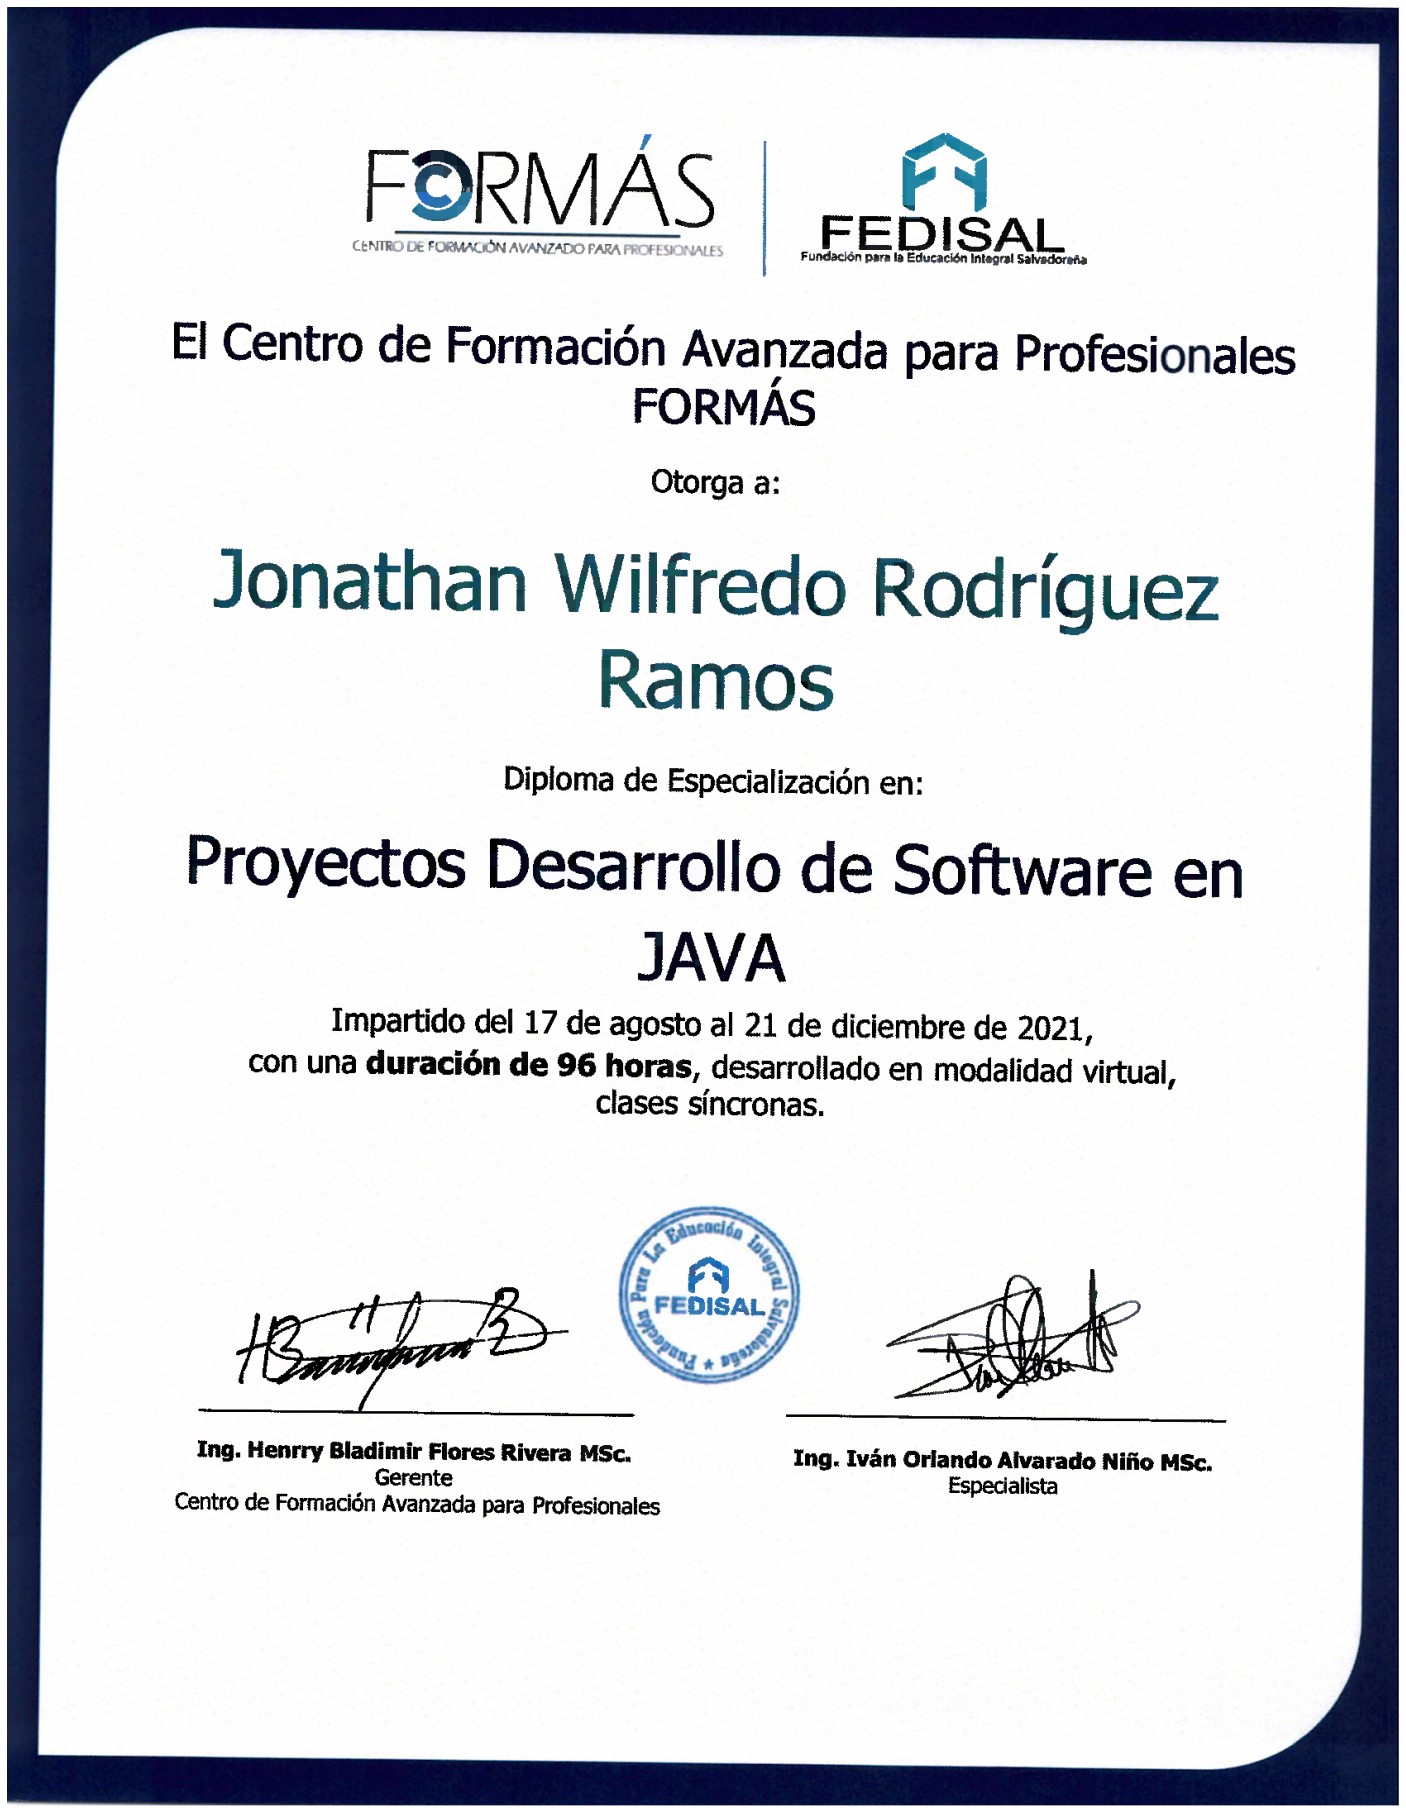 FORMÁS
CENTRO DE FORMACIÓN AVANZADO PARA PROFESIONALES
FEDISAL
Fundación para la Educación Integral Salvadoreña
El Centro de Formación Avanzada para Profesionales
FORMÁS
Otorga a:
Jonathan Wilfredo Rodríguez
Ramos
Diploma de Especialización en:
Proyectos Desarrollo de Software en
JAVA
Impartido del 17 de agosto al 21 de diciembre de 2021,
con una duración de 96 horas, desarrollado en modalidad virtual,
clases síncronas.
Fundación Para La Educación Integral Salvadoreña
FEDISAL
Ing. Henrry Bladimir Flores Rivera MSc.
Gerente
Centro de Formación Avanzada para Profesionales
Ing. Iván Orlando Alvarado Niño MSc.
Especialista